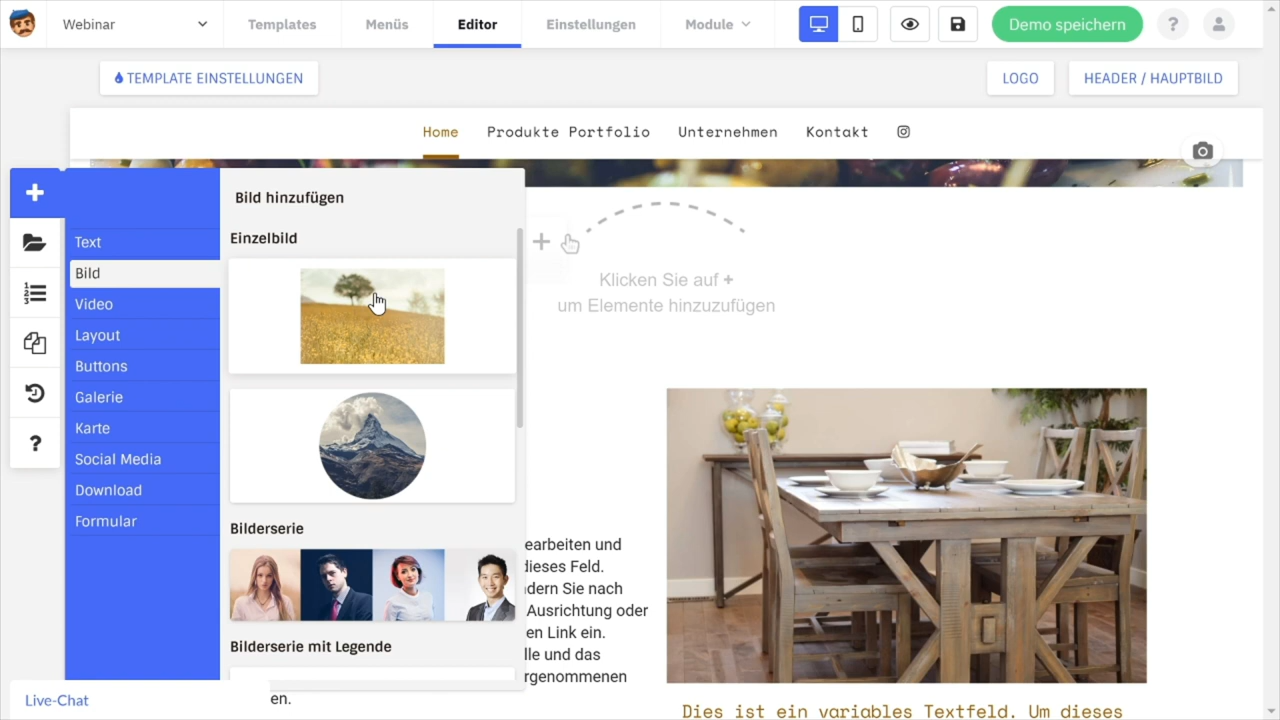 Webinar
Templates
Menüs
Editor
Einstellungen
Module
Demo speichern
?
TEMPLATE EINSTELLUNGEN
LOGO
HEADER / HAUPTBILD
Home
Produkte Portfolio
Unternehmen
Kontakt
Bild hinzufügen
Einzelbild
Text
Bild
Video
Layout
Buttons
Galerie
Karte
Social Media
Download
Formular
?
Bilderserie
Bilderserie mit Legende
Klicken Sie auf +
um Elemente hinzuzufügen
earbeiten und
dieses Feld.
ndern Sie nach
Ausrichtung oder
en Link ein.
lle und das
rgenommenen
en.
Live-Chat
Dies ist ein variables Textfeld. Um dieses